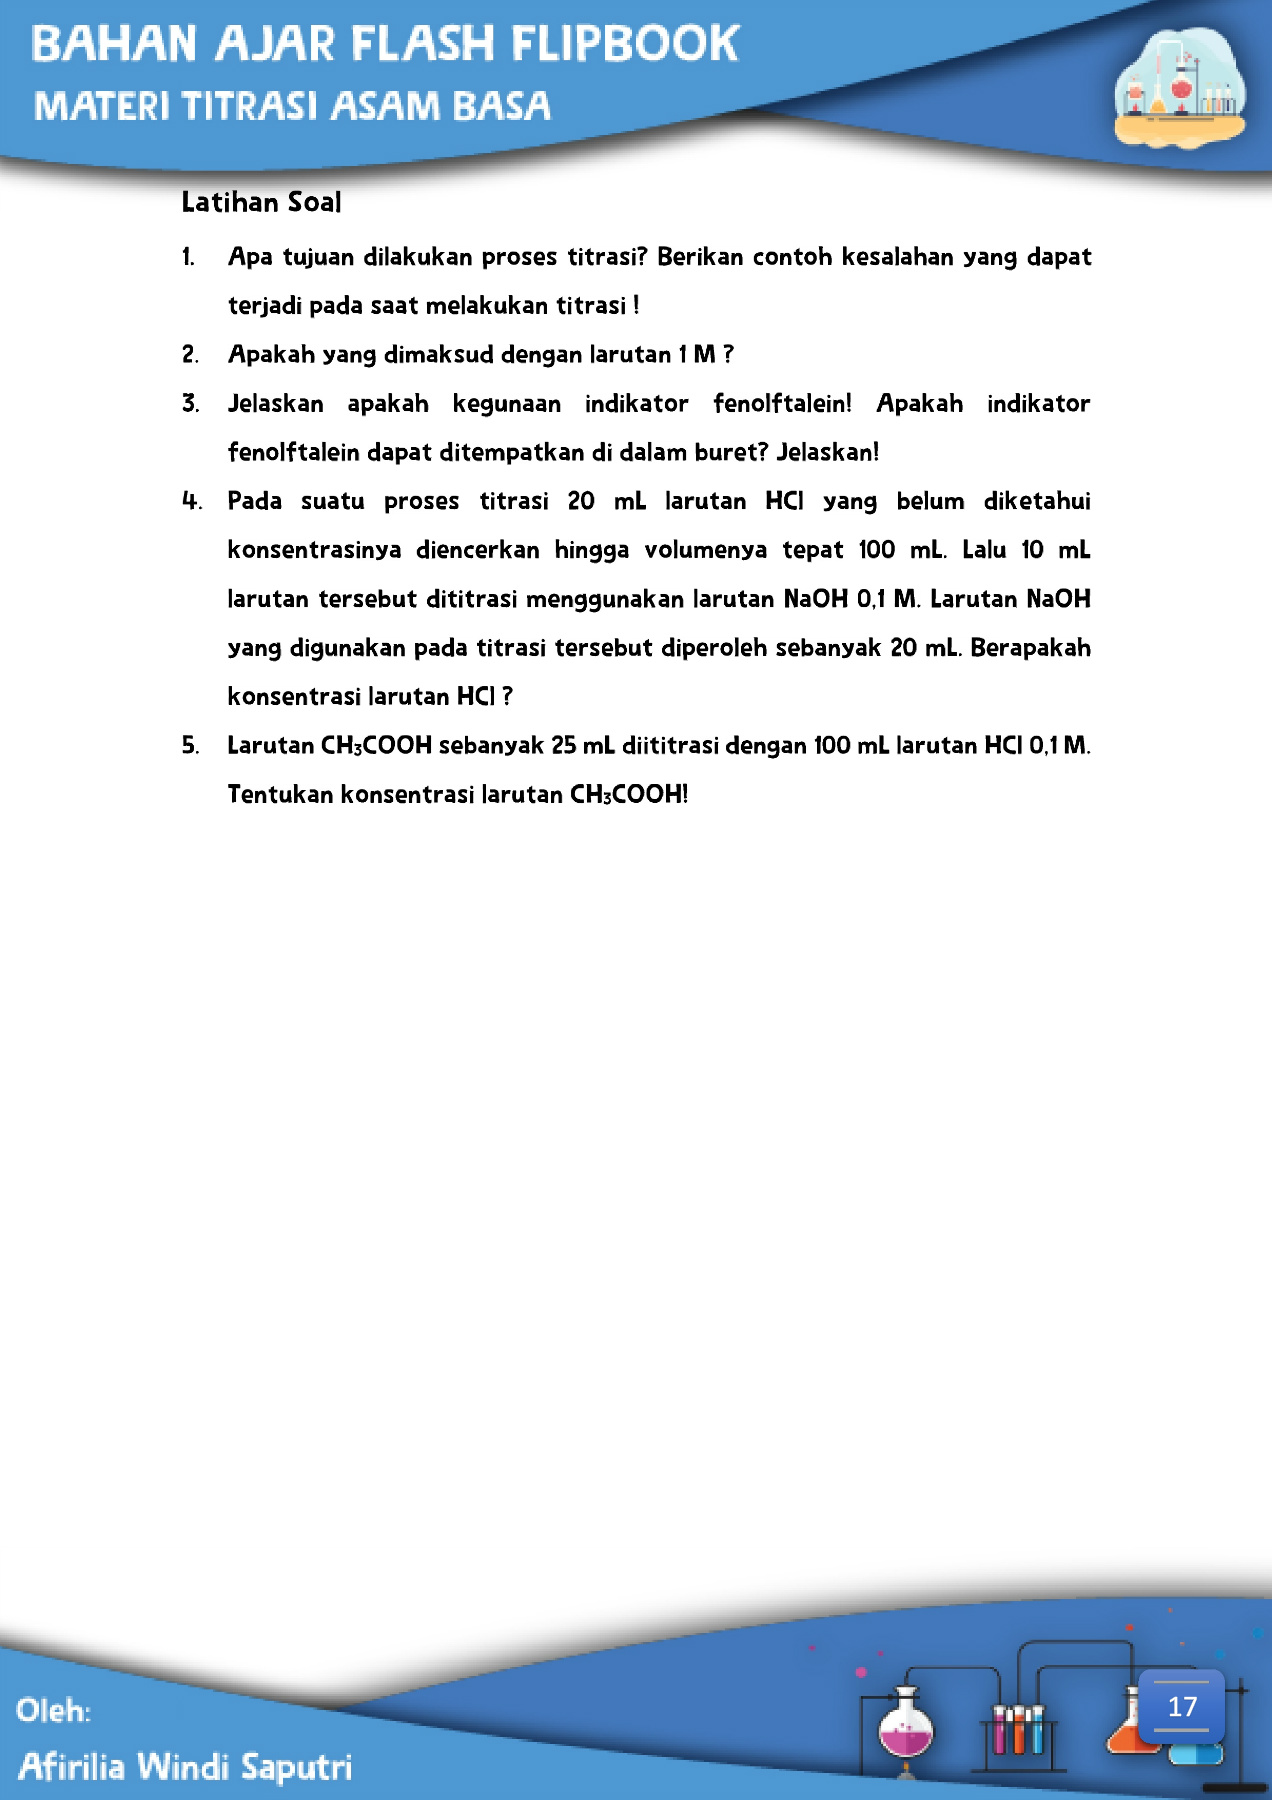 BAHAN AJAR FLASH FLIPBOOK
MATERI TITRASI ASAM BASA
Latihan Soal
1. Apa tujuan dilakukan proses titrasi? Berikan contoh kesalahan yang dapat
terjadi pada saat melakukan titrasi !
2. Apakah yang dimaksud dengan larutan 1 M ?
3. Jelaskan apakah kegunaan indikator fenolftalein! Apakah indikator
fenolftalein dapat ditempatkan di dalam buret? Jelaskan!
4. Pada suatu proses titrasi 20 mL larutan HCl yang belum diketahui
konsentrasinya diencerkan hingga volumenya tepat 100 mL. Lalu 10 mL
larutan tersebut dititrasi menggunakan larutan NaOH 0,1 M. Larutan NaOH
yang digunakan pada titrasi tersebut diperoleh sebanyak 20 mL. Berapakah
konsentrasi larutan HCl ?
5. Larutan CH₃COOH sebanyak 25 mL diititrasi dengan 100 mL larutan HCl 0,1 M.
Tentukan konsentrasi larutan CH₃COOH!
17
Oleh:
Afirilia Windi Saputri